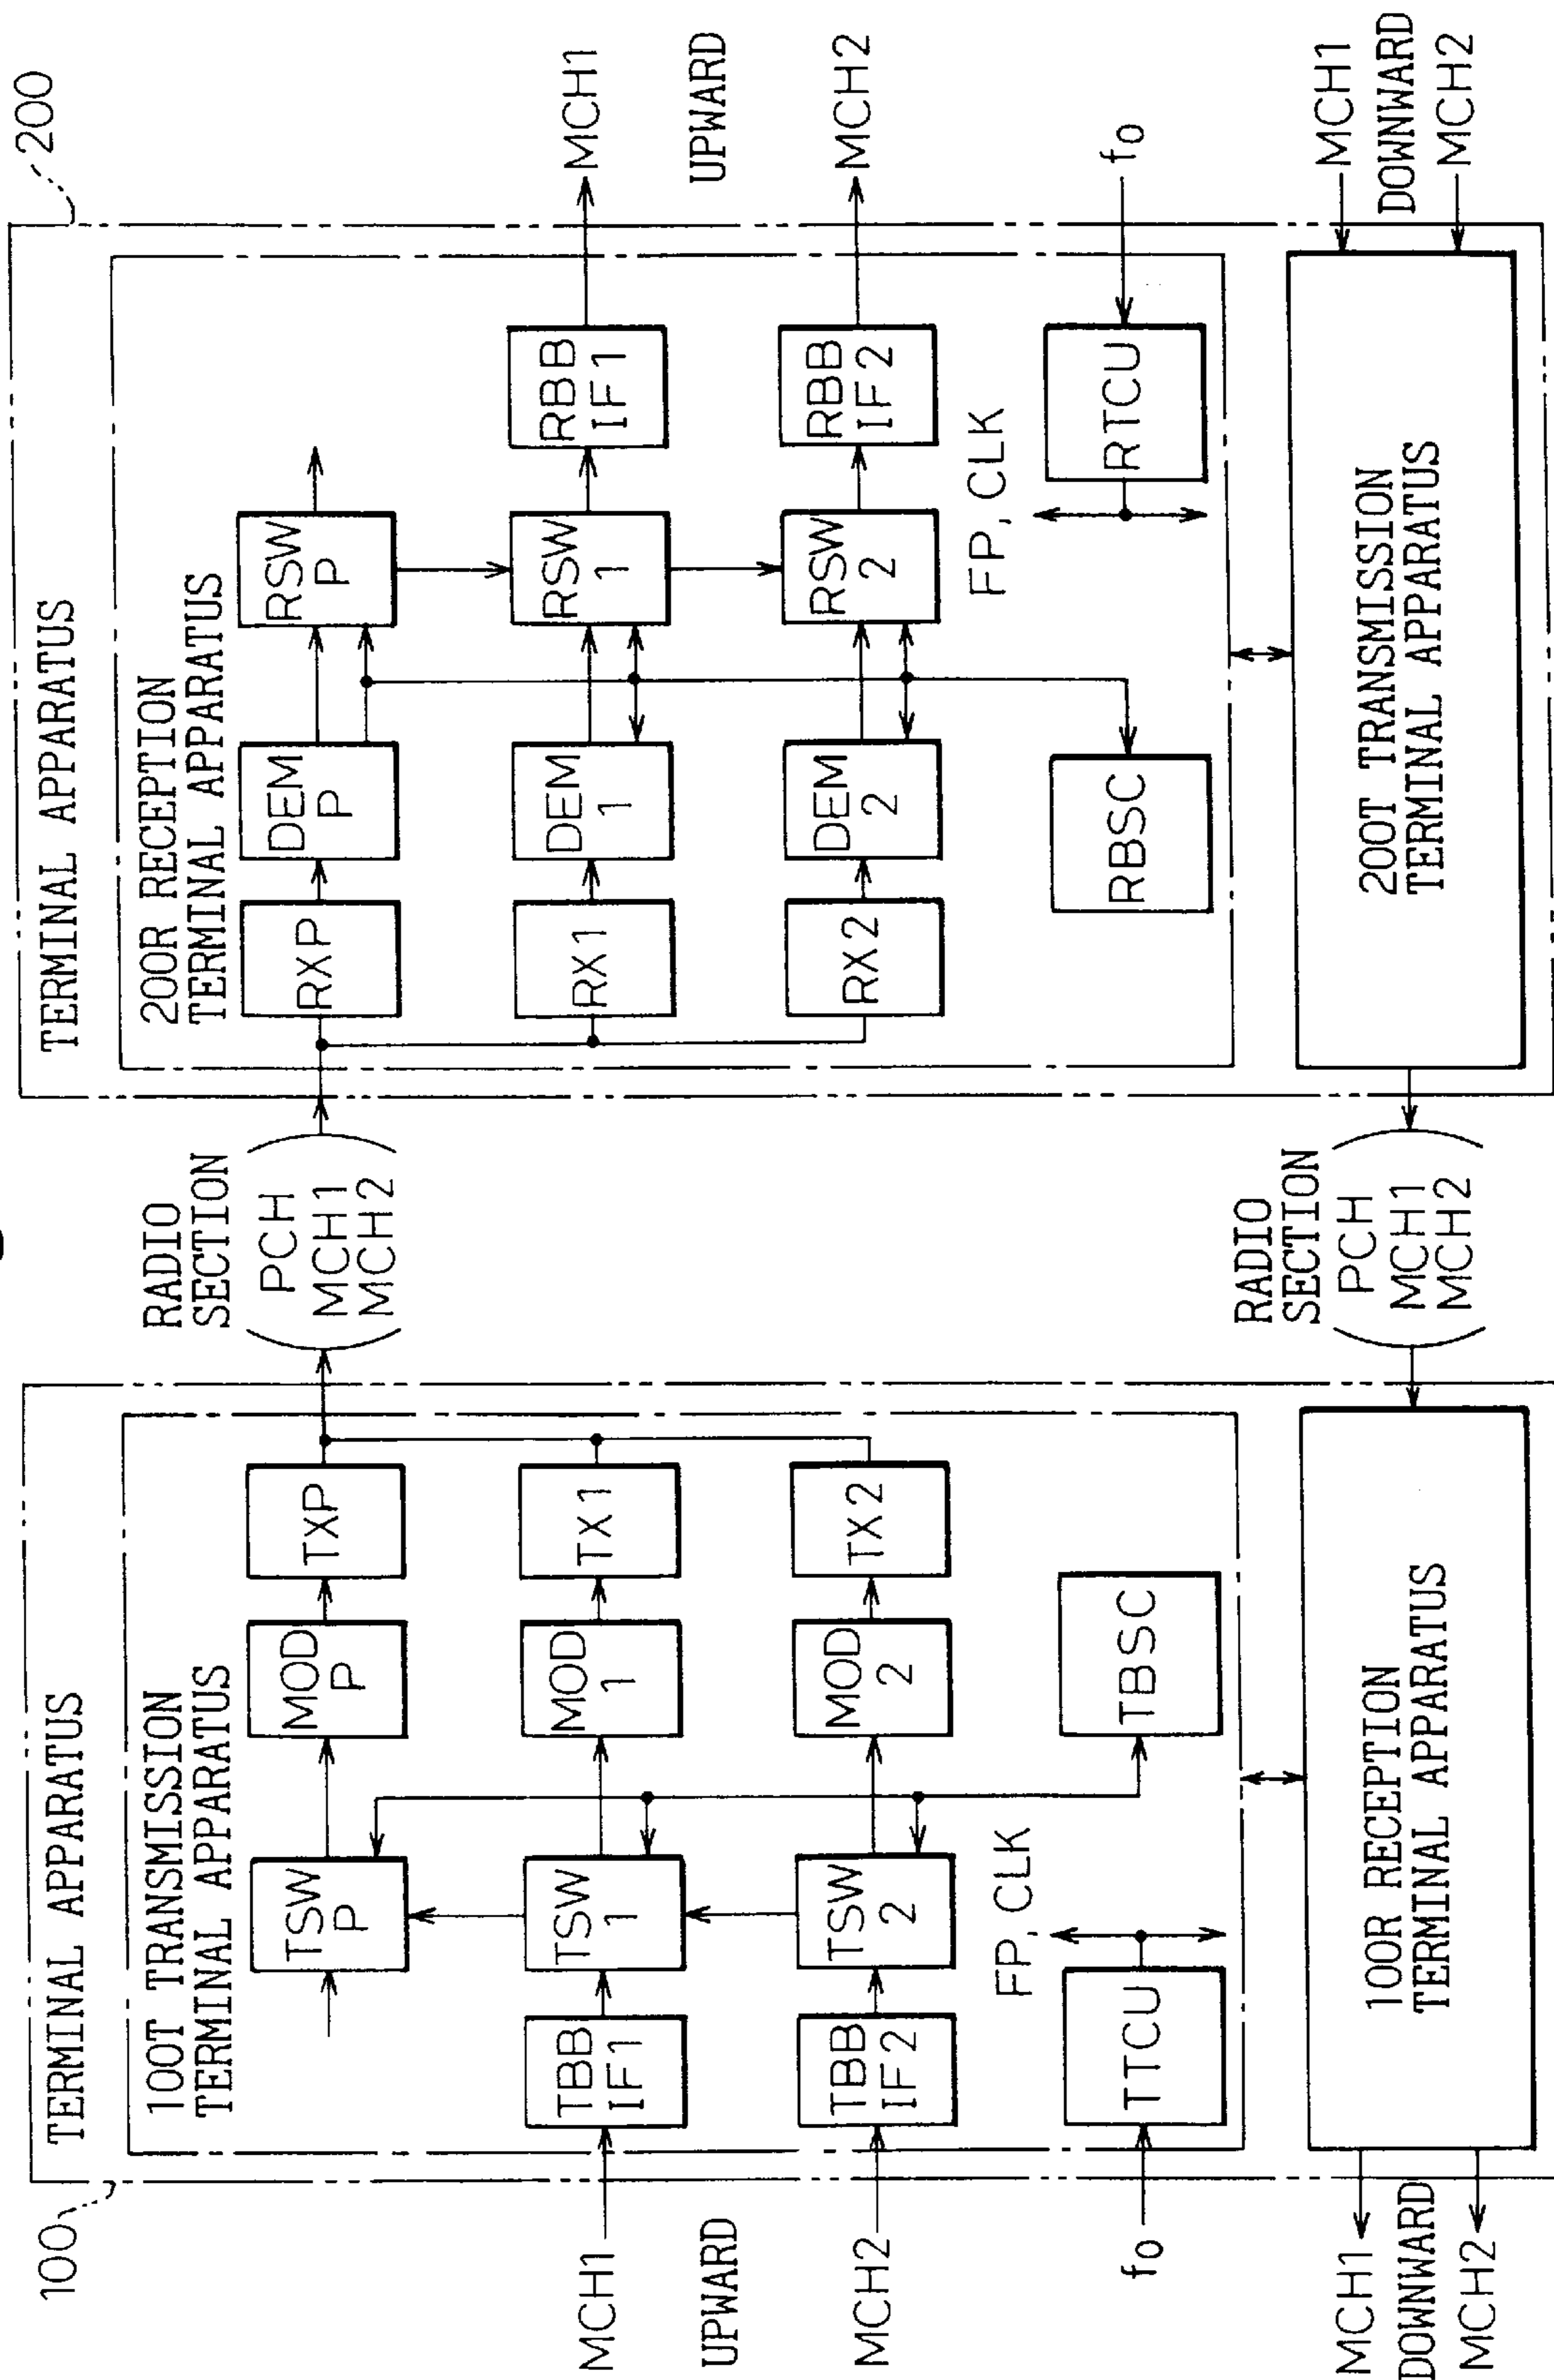 100
TERMINAL APPARATUS
100T TRANSMISSION
TERMINAL APPARATUS
TSW
P
MOD
P
TXP
MCH1
TBB
IF1
TSW
1
MOD
1
TX1
UPWARD
MCH2
TBB
IF2
TSW
2
MOD
2
TX2
FP, CLK
f0
TTCU
TBSC
100R RECEPTION
TERMINAL APPARATUS
MCH1
DOWNWARD
MCH2
RADIO
SECTION
PCH
MCH1
MCH2
RADIO
SECTION
PCH
MCH1
MCH2
200
TERMINAL APPARATUS
200R RECEPTION
TERMINAL APPARATUS
RXP
DEM
P
RSW
P
RX1
DEM
1
RSW
1
RBB
IF1
MCH1
UPWARD
RX2
DEM
2
RSW
2
RBB
IF2
MCH2
FP, CLK
RBSC
RTCU
f0
200T TRANSMISSION
TERMINAL APPARATUS
MCH1
DOWNWARD
MCH2